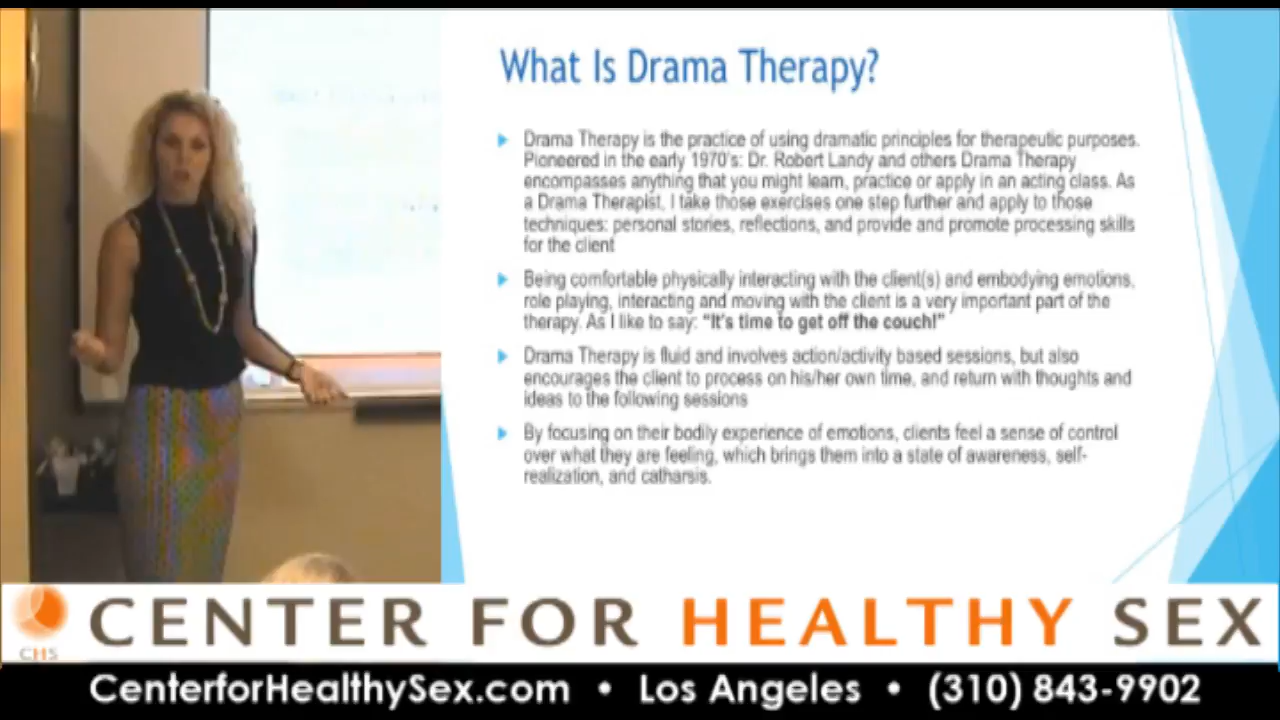 What Is Drama Therapy?
Drama Therapy is the practice of using dramatic principles for therapeutic purposes.
Pioneered in the early 1970's: Dr. Robert Landy and others Drama Therapy
encompasses anything that you might learn, practice or apply in an acting class. As
a Drama Therapist, I take those exercises one step further and apply to those
techniques: personal stories, reflections, and provide and promote processing skills
for the client
Being comfortable physically interacting with the client(s) and embodying emotions,
role playing, interacting and moving with the client is a very important part of the
therapy. As I like to say: “It’s time to get off the couch!”
Drama Therapy is fluid and involves action/activity based sessions, but also
encourages the client to process on his/her own time, and return with thoughts and
ideas to the following sessions
By focusing on their bodily experience of emotions, clients feel a sense of control
over what they are feeling, which brings them into a state of awareness, self-
realization, and catharsis.
CENTER FOR HEALTHY SEX
CHS
CenterforHealthySex.com • Los Angeles • (310) 843-9902